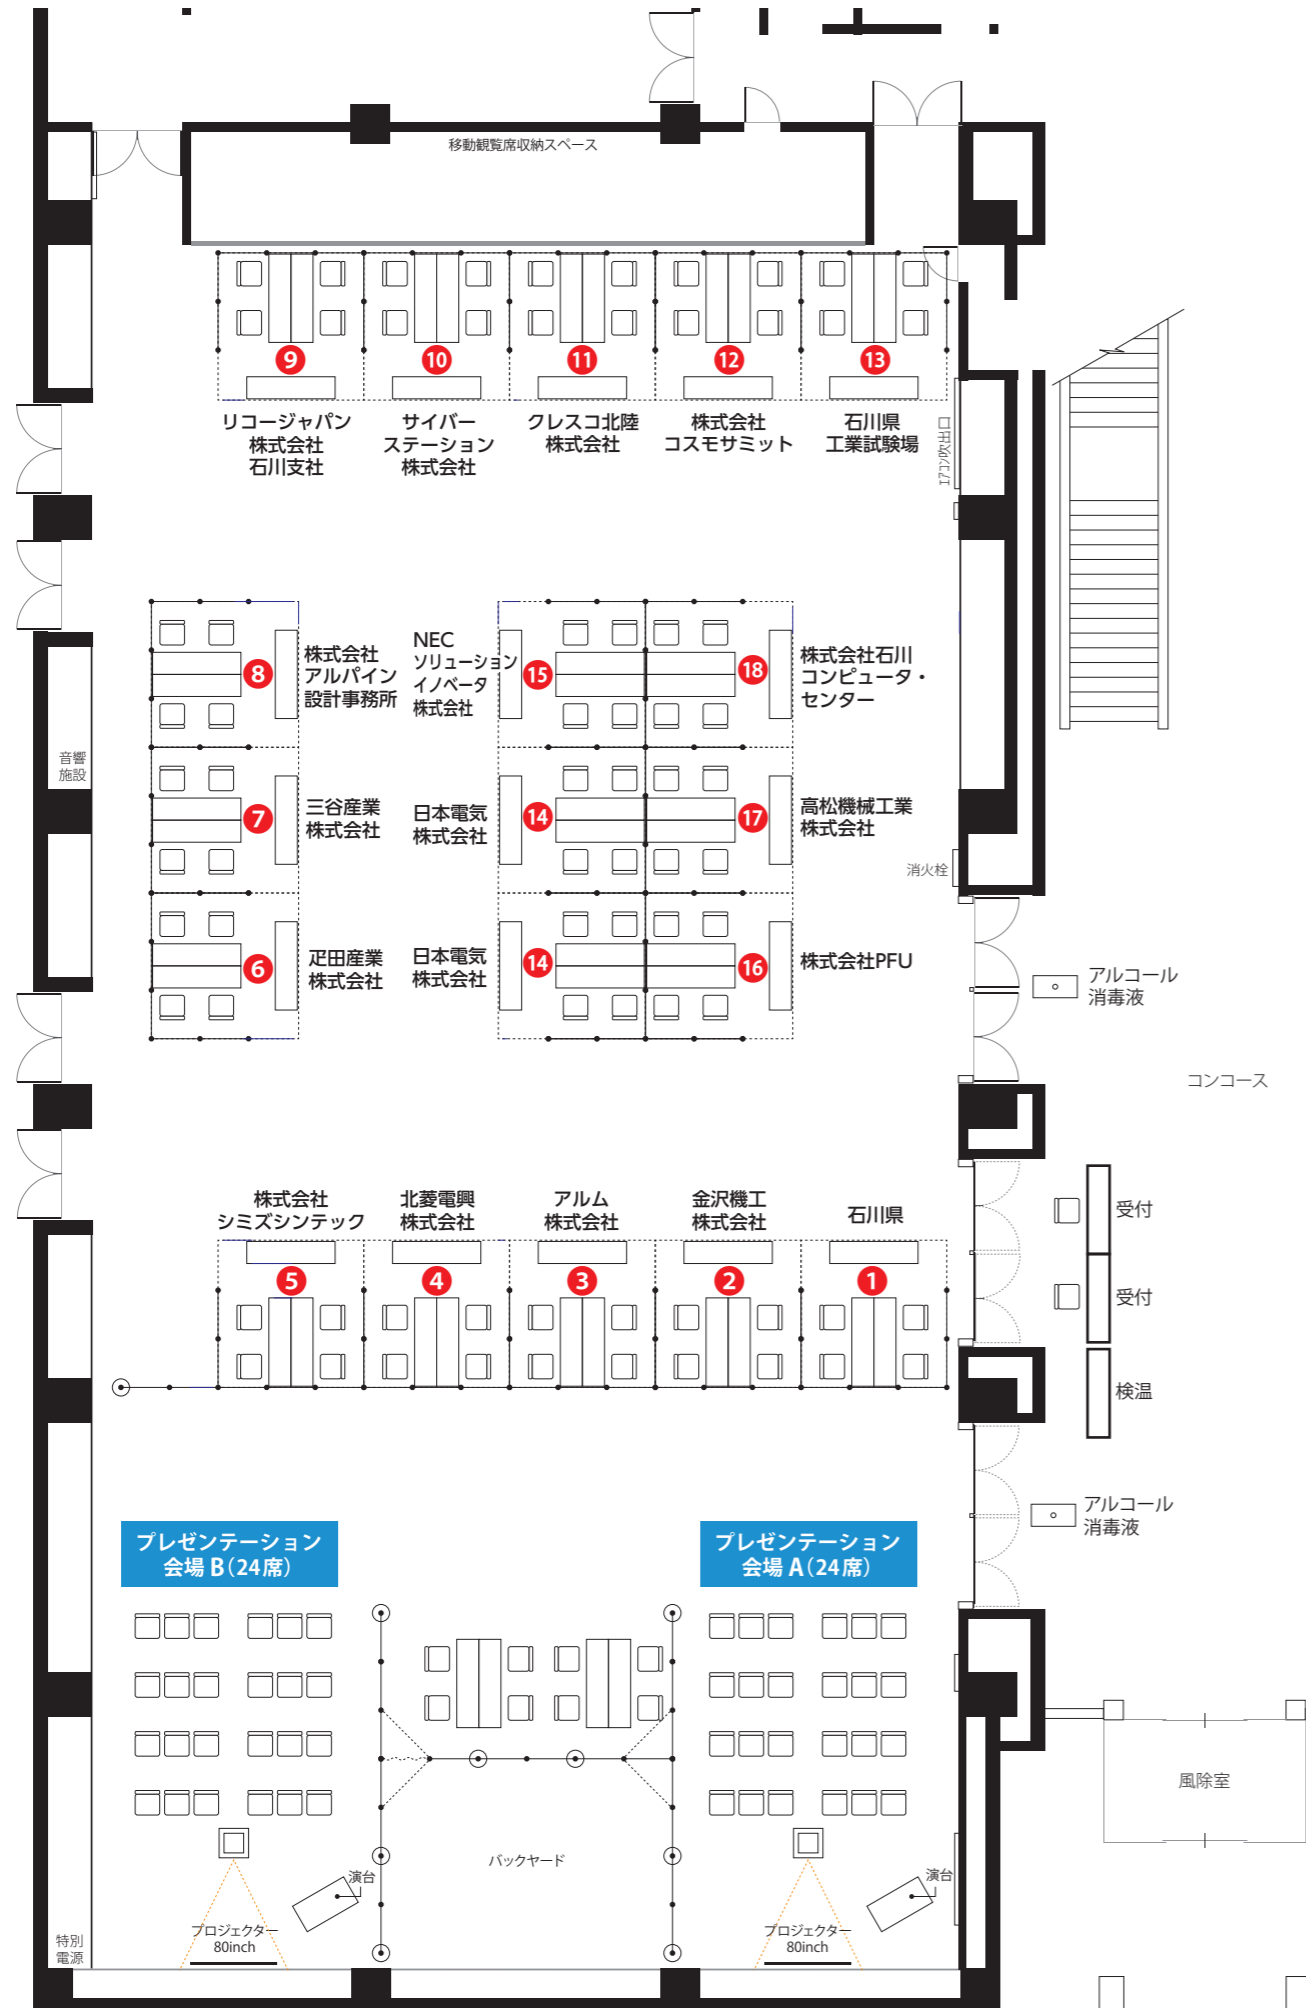 移動観覧席収納スペース
9
10
11
12
13
リコージャパン
株式会社
石川支社
サイバー
ステーション
株式会社
クレスコ北陸
株式会社
株式会社
コスモサミット
石川県
工業試験場
エアコン吹出口
8
株式会社
アルパイン
設計事務所
NEC
ソリューション
イノベータ
株式会社
15
18
株式会社石川
コンピュータ・
センター
音響
施設
7
三谷産業
株式会社
日本電気
株式会社
14
17
高松機械工業
株式会社
消火栓
6
疋田産業
株式会社
日本電気
株式会社
14
16
株式会社PFU
アルコール
消毒液
コンコース
株式会社
シミズシンテック
北菱電興
株式会社
アルム
株式会社
金沢機工
株式会社
石川県
5
4
3
2
1
受付
受付
検温
アルコール
消毒液
プレゼンテーション
会場 B（24席）
プレゼンテーション
会場 A（24席）
風除室
バックヤード
演台
プロジェクター
80inch
演台
プロジェクター
80inch
特別
電源